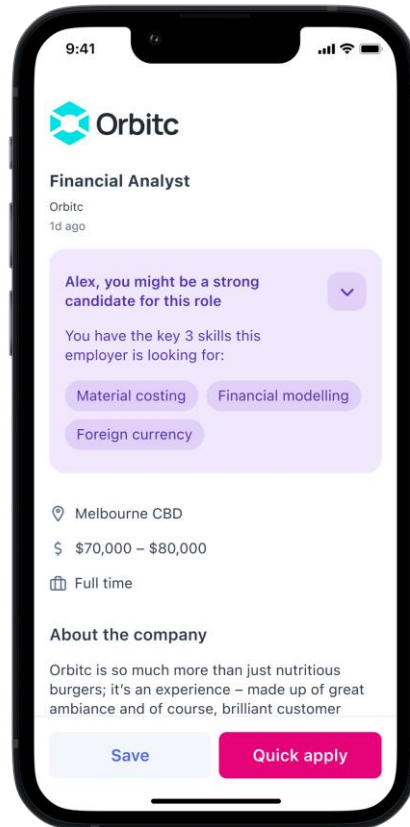 9:41
Orbitc
Financial Analyst
Orbitc
1d ago
Alex, you might be a strong
candidate for this role
You have the key 3 skills this
employer is looking for:
Material costing Financial modelling
Foreign currency
Melbourne CBD
$ $70,000 – $80,000
Full time
About the company
Orbitc is so much more than just nutritious
burgers; it's an experience – made up of great
ambiance and of course, brilliant customer
Save Quick apply